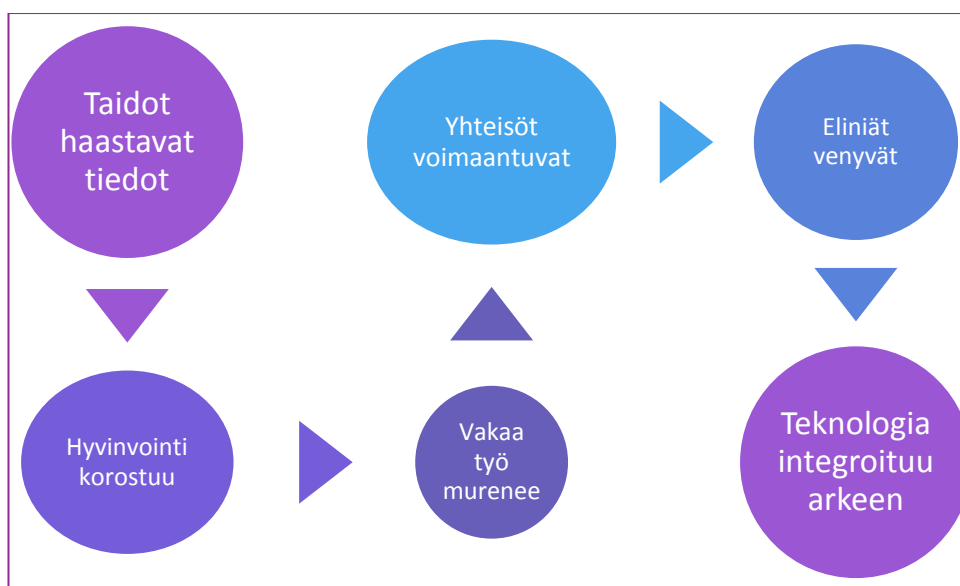 Taidot
haastavat
tiedot
Hyvinvointi
korostuu
Vakaa
työ
murenee
Yhteisöt
voimaantuvat
Eliniät
venyvät
Teknologia
integroituu
arkeen